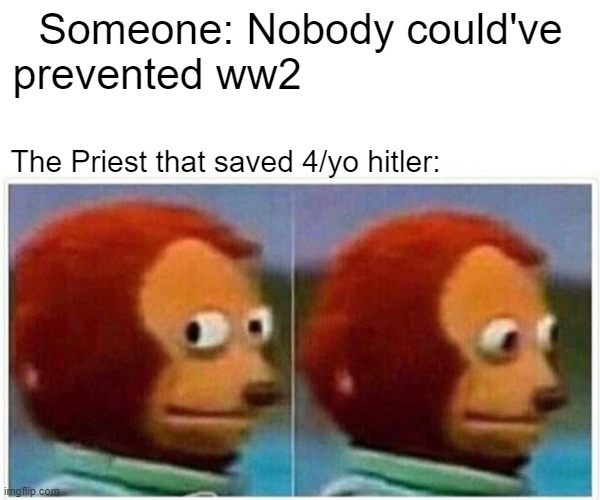 Someone: Nobody could've
prevented ww2
The Priest that saved 4/yo hitler:
imgflip.com